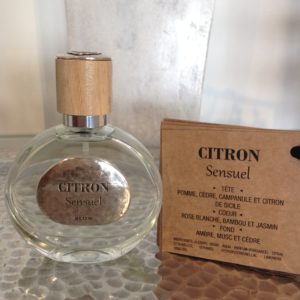 CITRON
Sensuel
CITRON
Sensuel
• TÊTE •
POMME, CÈDRE, CAMPANULE ET CITRON
DE SICILE
• COEUR •
ROSE BLANCHE, BAMBOU ET JASMIN
• FOND •
AMBRE, MUSC ET CÈDRE